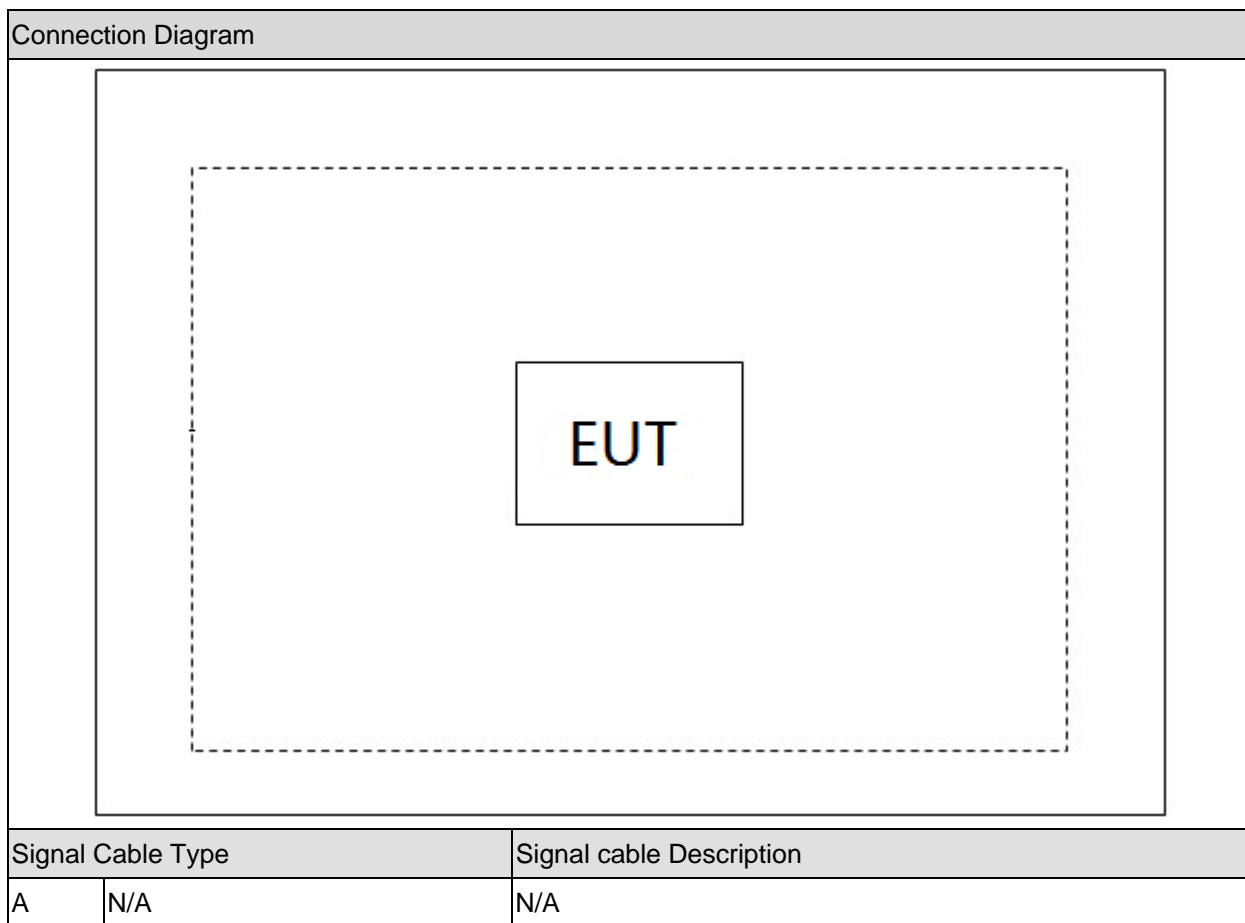 Connection Diagram
EUT
Signal Cable Type Signal cable Description
A N/A N/A